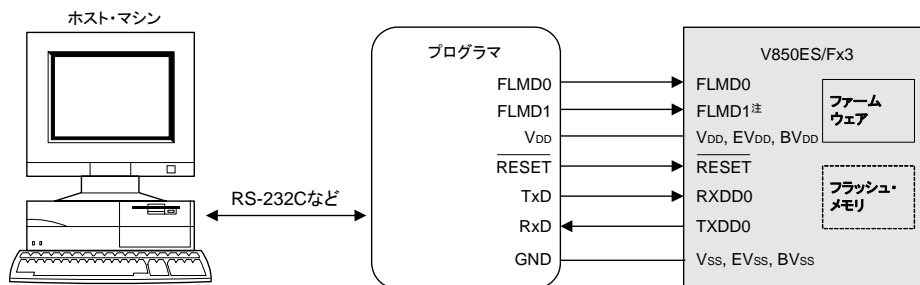 ホスト・マシン
RS-232Cなど
プログラマ
FLMD0
FLMD1
VDD
RESET
TxD
RxD
GND
V850ES/Fx3
FLMD0
FLMD1注
VDD, EVDD, BVDD
RESET
RXDD0
TXDD0
VSS, EVSS, BVSS
ファーム
ウェア
フラッシュ・
メモリ